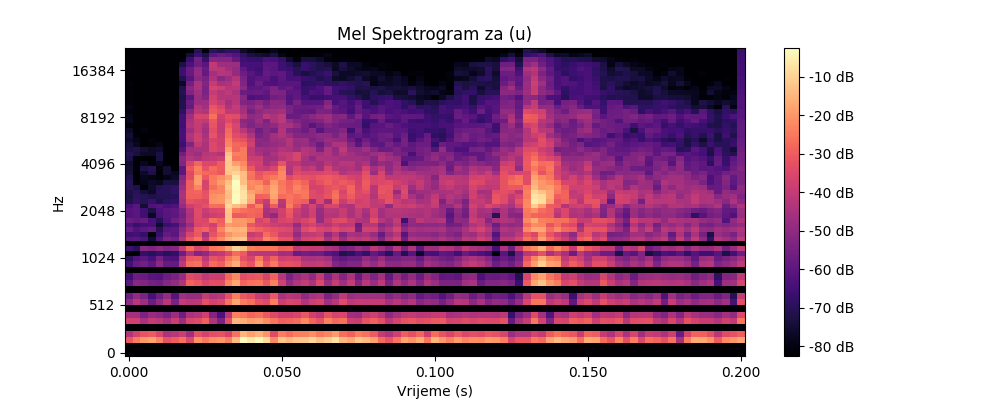 Mel Spektrogram za (u)
16384
8192
4096
2048
1024
512
0
Hz
0.000
0.050
0.100
0.150
0.200
Vrijeme (s)
-10 dB
-20 dB
-30 dB
-40 dB
-50 dB
-60 dB
-70 dB
-80 dB